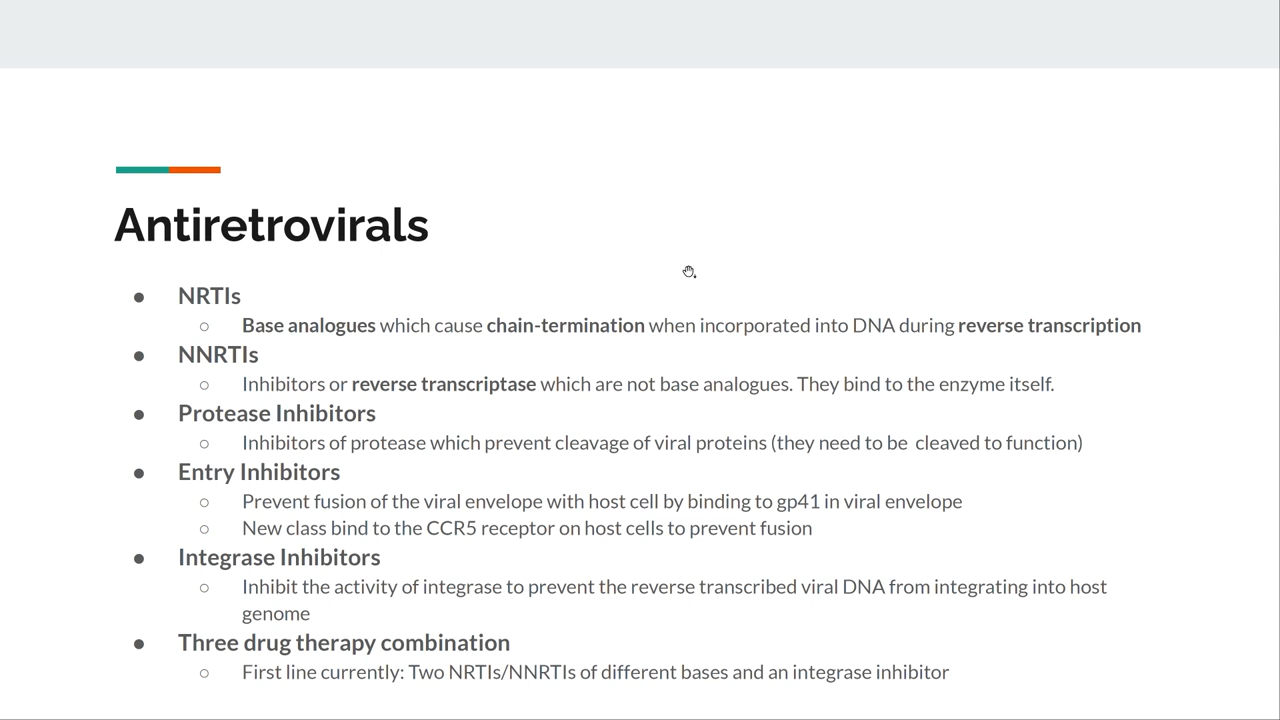 Antiretrovirals
● NRTIs
○ Base analogues which cause chain-termination when incorporated into DNA during reverse transcription
● NNRTIs
○ Inhibitors or reverse transcriptase which are not base analogues. They bind to the enzyme itself.
● Protease Inhibitors
○ Inhibitors of protease which prevent cleavage of viral proteins (they need to be  cleaved to function)
● Entry Inhibitors
○ Prevent fusion of the viral envelope with host cell by binding to gp41 in viral envelope
○ New class bind to the CCR5 receptor on host cells to prevent fusion
● Integrase Inhibitors
○ Inhibit the activity of integrase to prevent the reverse transcribed viral DNA from integrating into host
genome
● Three drug therapy combination
○ First line currently: Two NRTIs/NNRTIs of different bases and an integrase inhibitor